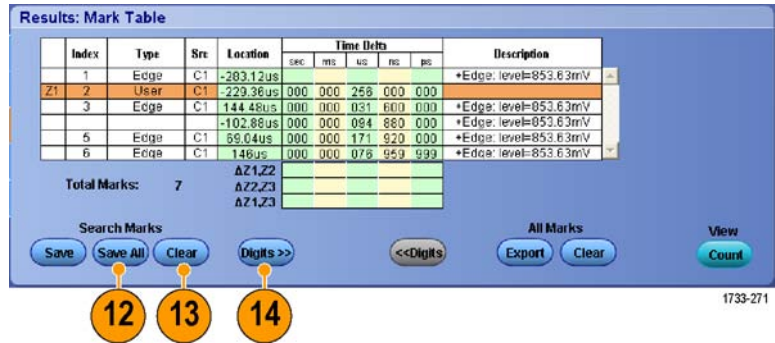 Results: Mark Table
Index Type Src Location Time Delta Description
sec ms us ns ps
1 Edge C1 -283.12us +Edge: level=853.63mV
Z1 2 User C1 -229.36us 000 000 256 000 000
3 Edge C1 144.48us 000 000 031 600 000 +Edge: level=853.63mV
-102.88us 000 000 094 880 000 +Edge: level=853.63mV
5 Edge C1 69.04us 000 000 171 920 000 +Edge: level=853.63mV
6 Edge C1 146us 000 000 076 959 999 +Edge: level=853.63mV
ΔZ1,Z2
Total Marks: 7 ΔZ2,Z3
ΔZ1,Z3
Search Marks All Marks View
Save Save All Clear Digits >> <<Digits Export Clear Count
1733-271
12 13 14